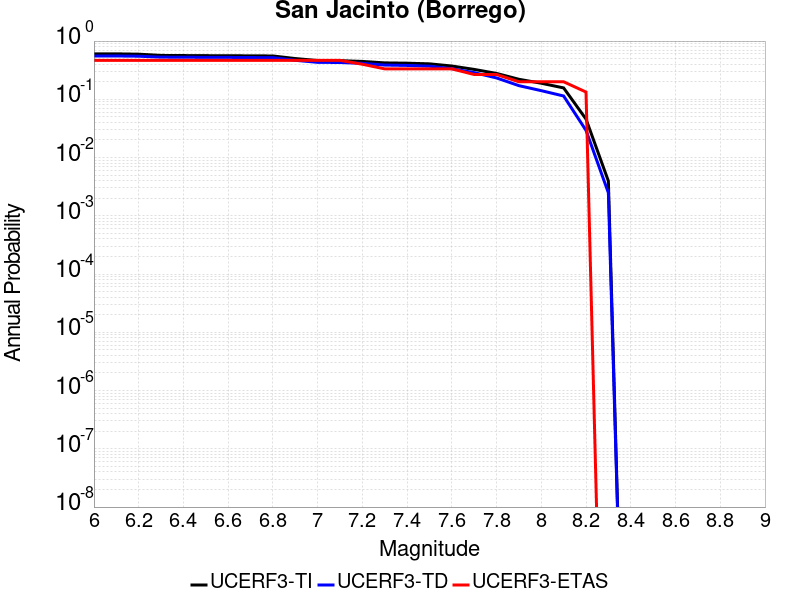 San Jacinto (Borrego)
10^0
10^-1
10^-2
10^-3
10^-4
10^-5
10^-6
10^-7
10^-8
Annual Probability
6 6.2 6.4 6.6 6.8 7 7.2 7.4 7.6 7.8 8 8.2 8.4 8.6 8.8 9
Magnitude
UCERF3-TI UCERF3-TD UCERF3-ETAS